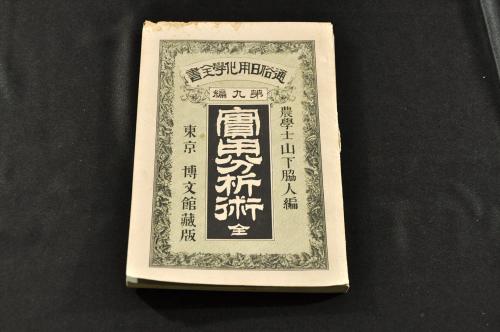 書全學化用日俗通
編九第
農學士山下脇人編
實用分析術 全
東京 博文館藏版